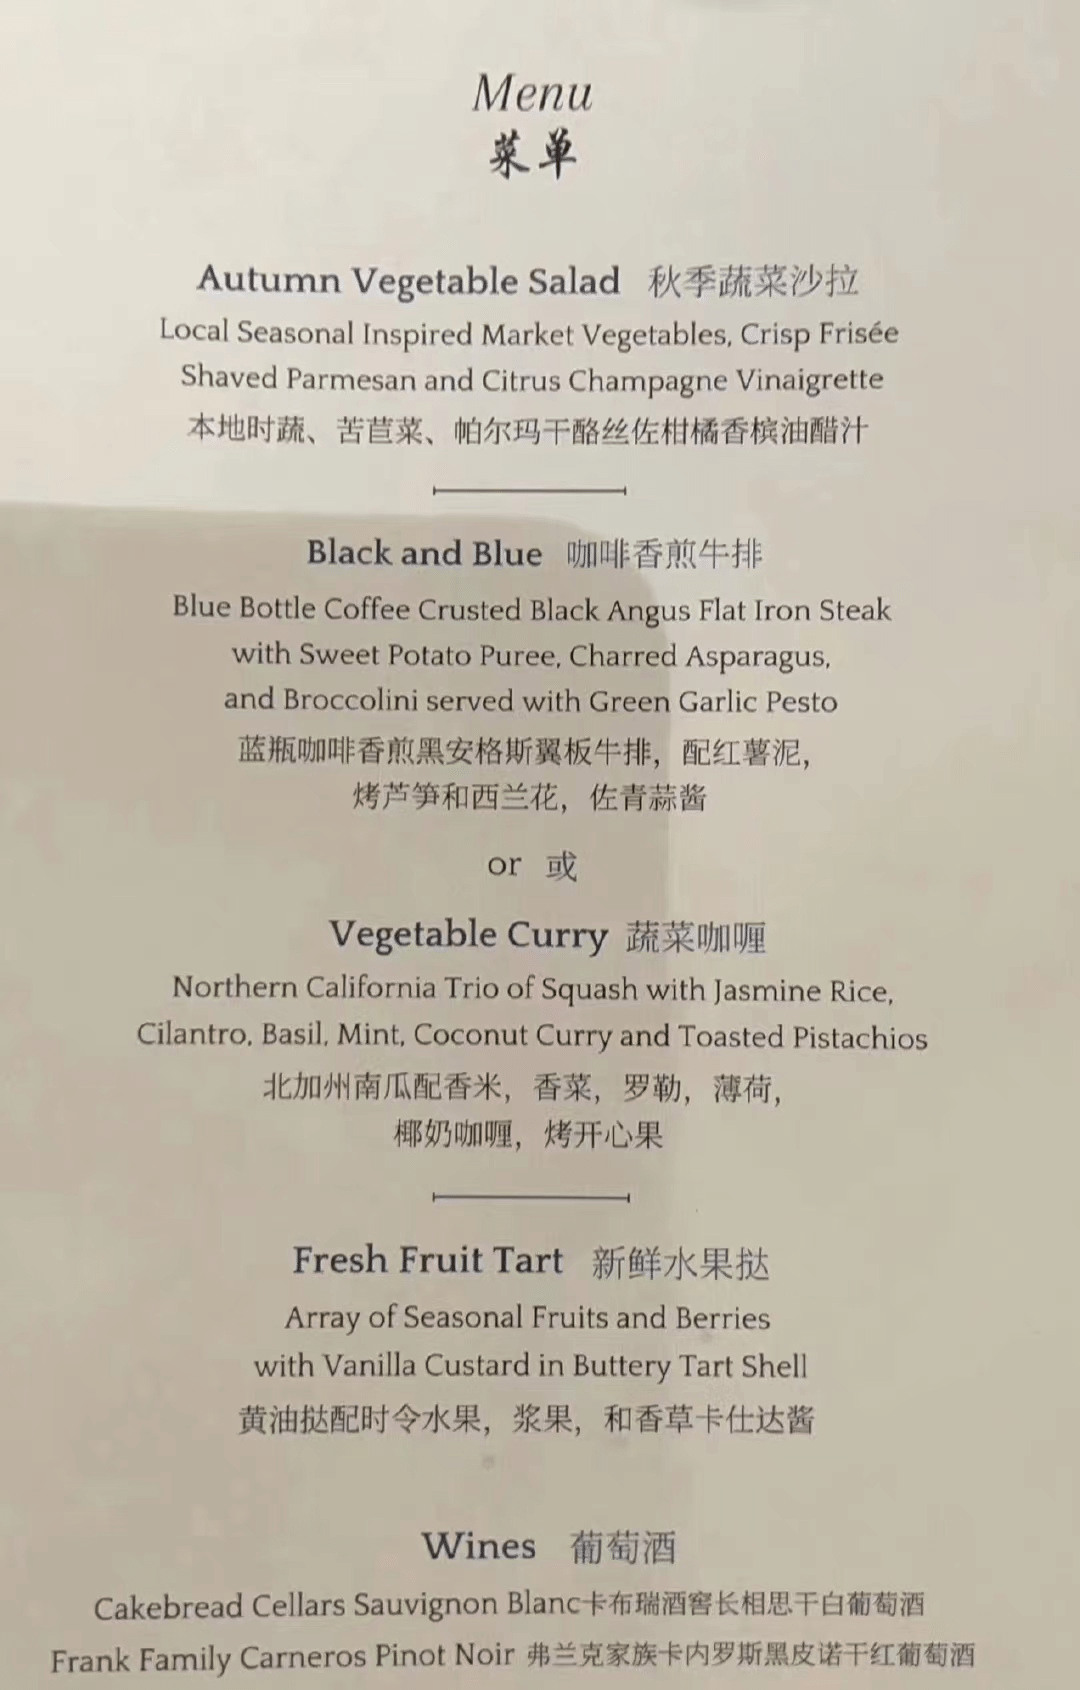 Menu
菜单
Autumn Vegetable Salad 秋季蔬菜沙拉
Local Seasonal Inspired Market Vegetables, Crisp Frisée
Shaved Parmesan and Citrus Champagne Vinaigrette
本地时蔬、苦苣菜、帕尔玛干酪丝佐柑橘香槟油醋汁
Black and Blue 咖啡香煎牛排
Blue Bottle Coffee Crusted Black Angus Flat Iron Steak
with Sweet Potato Puree, Charred Asparagus,
and Broccolini served with Green Garlic Pesto
蓝瓶咖啡香煎黑安格斯翼板牛排，配红薯泥，
烤芦笋和西兰花，佐青蒜酱
or 或
Vegetable Curry 蔬菜咖喱
Northern California Trio of Squash with Jasmine Rice,
Cilantro, Basil, Mint, Coconut Curry and Toasted Pistachios
北加州南瓜配香米，香菜，罗勒，薄荷，
椰奶咖喱，烤开心果
Fresh Fruit Tart 新鲜水果挞
Array of Seasonal Fruits and Berries
with Vanilla Custard in Buttery Tart Shell
黄油挞配时令水果，浆果，和香草卡仕达酱
Wines 葡萄酒
Cakebread Cellars Sauvignon Blanc卡布瑞酒窖长相思干白葡萄酒
Frank Family Carneros Pinot Noir 弗兰克家族卡内罗斯黑皮诺干红葡萄酒